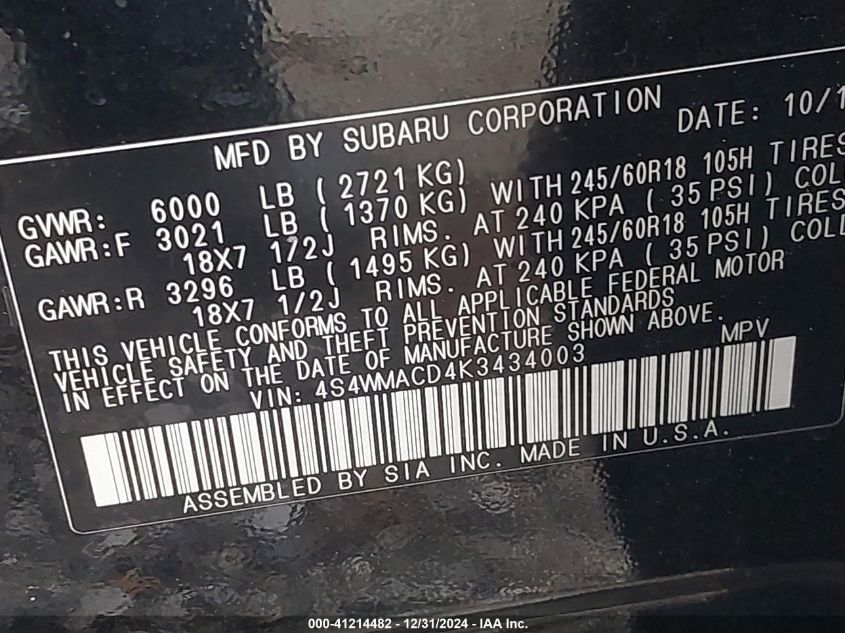 MFD BY SUBARU CORPORATION DATE: 10/1
GVWR: 6000 LB ( 2721 KG)
GAWR:F 3021 LB ( 1370 KG) WITH 245/60R18 105H TIRES
18X7 1/2J RIMS. AT 240 KPA ( 35 PSI) COL
GAWR:R 3296 LB ( 1495 KG) WITH 245/60R18 105H TIRES
18X7 1/2J RIMS. AT 240 KPA ( 35 PSI) COLD
THIS VEHICLE CONFORMS TO ALL APPLICABLE FEDERAL MOTOR
VEHICLE SAFETY AND THEFT PREVENTION STANDARDS
IN EFFECT ON THE DATE OF MANUFACTURE SHOWN ABOVE.
VIN: 4S4WMACD4K3434003 MPV
ASSEMBLED BY SIA INC. MADE IN U.S.A.
000-41214482 - 12/31/2024 - IAA Inc.